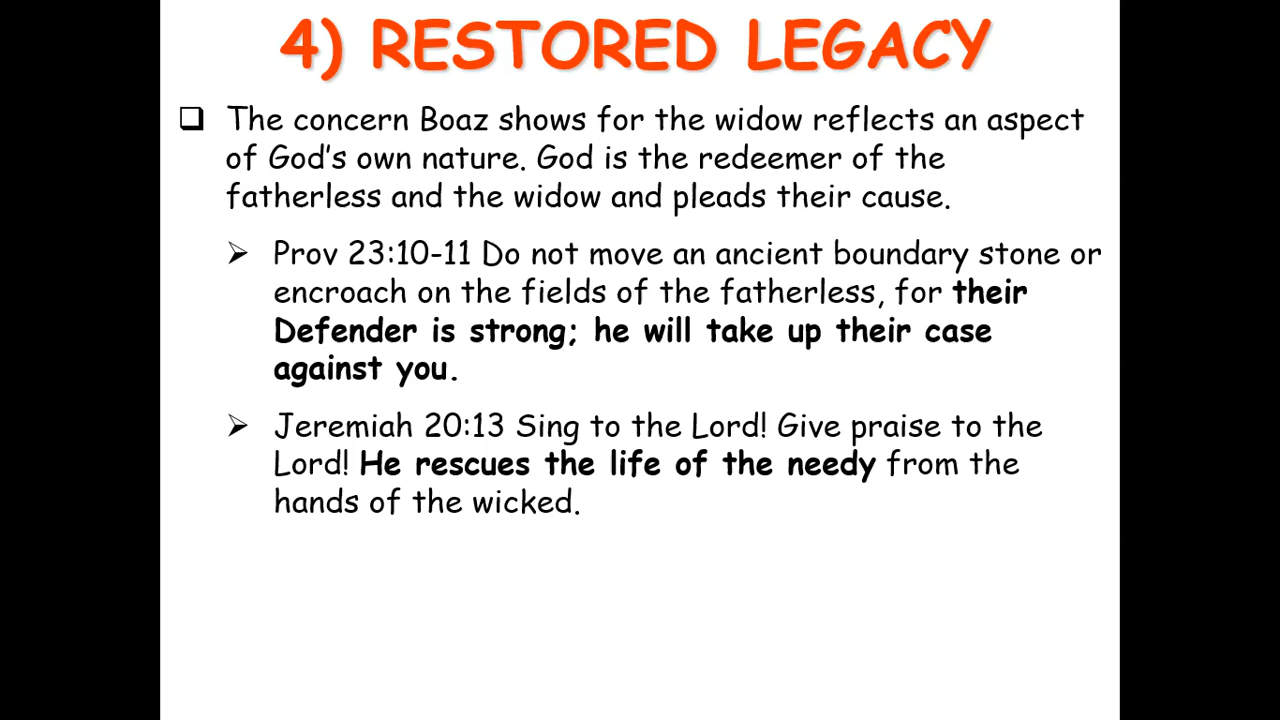 4) RESTORED LEGACY
❑ The concern Boaz shows for the widow reflects an aspect
of God's own nature. God is the redeemer of the
fatherless and the widow and pleads their cause.
➢ Prov 23:10-11 Do not move an ancient boundary stone or
encroach on the fields of the fatherless, for their
Defender is strong; he will take up their case
against you.
➢ Jeremiah 20:13 Sing to the Lord! Give praise to the
Lord! He rescues the life of the needy from the
hands of the wicked.